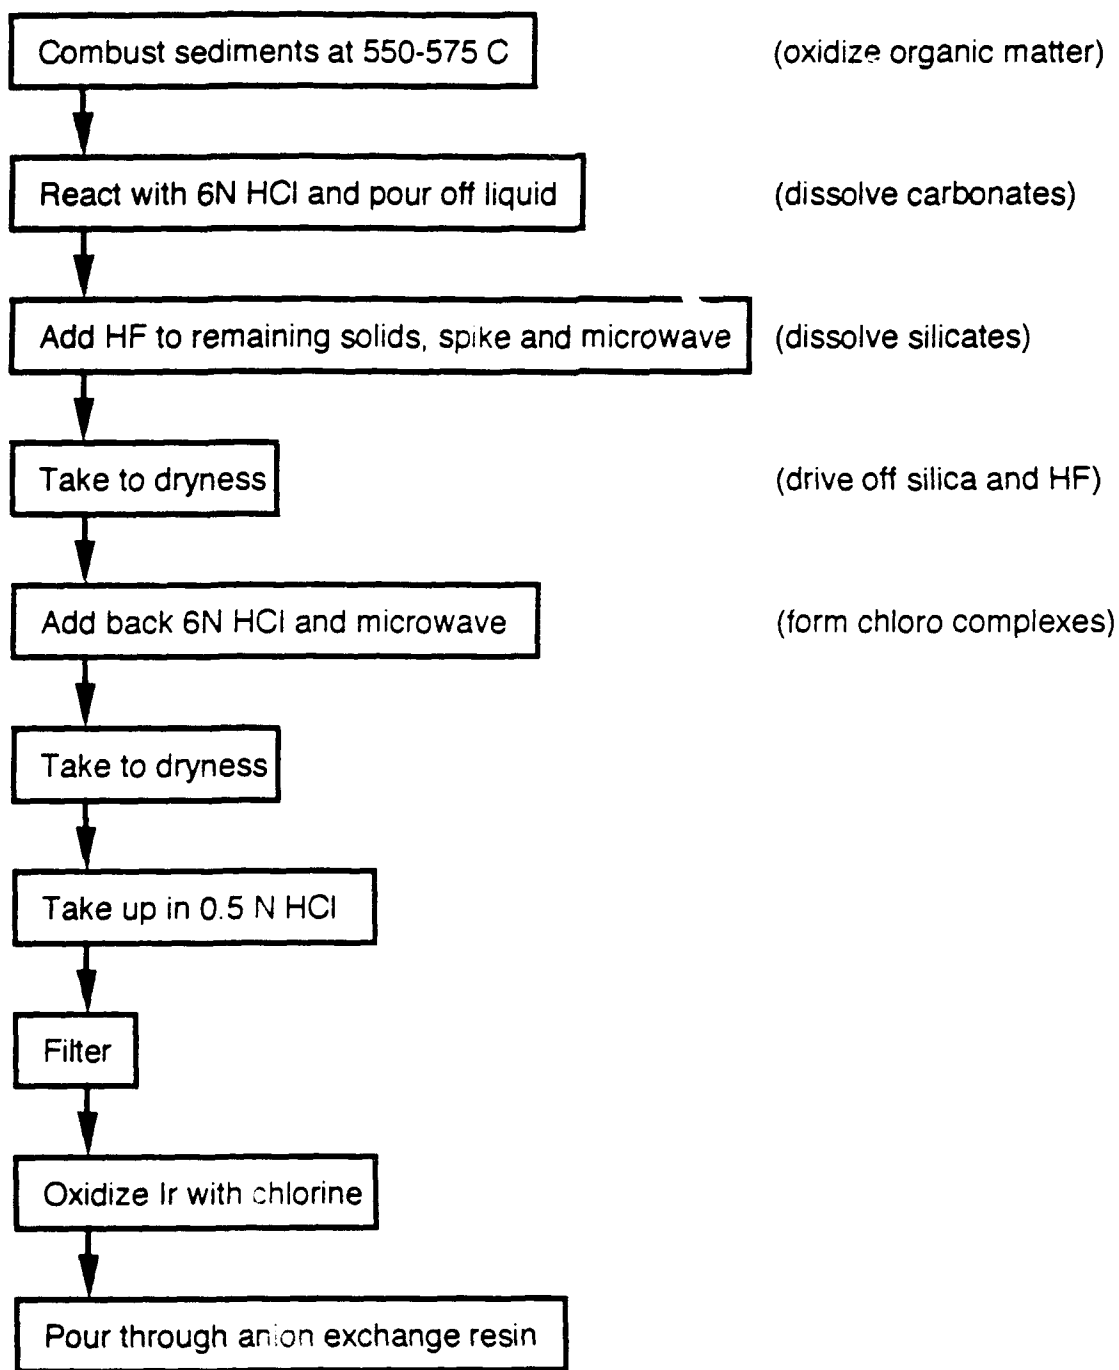 Combust sediments at 550-575 C (oxidize organic matter)
React with 6N HCl and pour off liquid (dissolve carbonates)
Add HF to remaining solids, spike and microwave (dissolve silicates)
Take to dryness (drive off silica and HF)
Add back 6N HCl and microwave (form chloro complexes)
Take to dryness
Take up in 0.5 N HCl
Filter
Oxidize Ir with chlorine
Pour through anion exchange resin